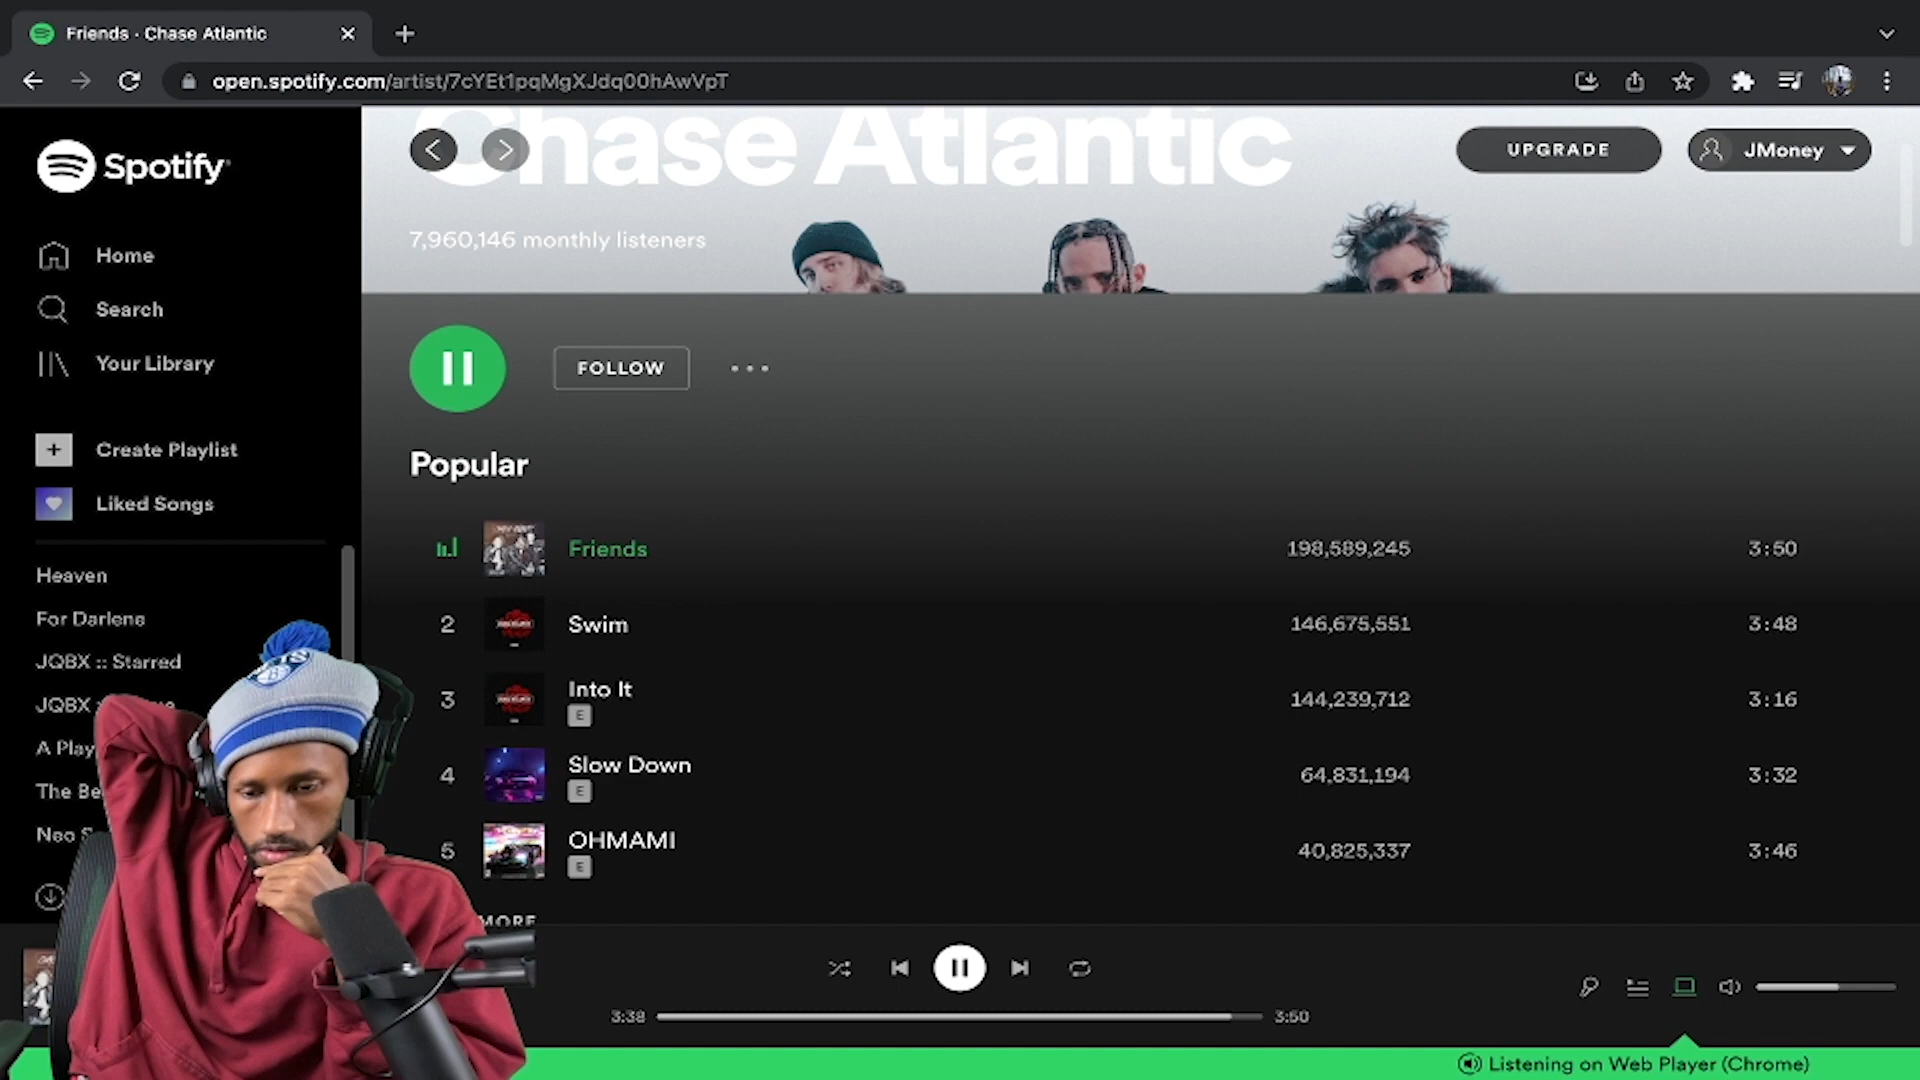 Friends · Chase Atlantic
open.spotify.com/artist/7cYEt1pqMgXJdq00hAwVpT
Spotify
Chase Atlantic
UPGRADE
JMoney
7,960,146 monthly listeners
Home
Search
Your Library
FOLLOW
Create Playlist
Liked Songs
Popular
Friends 198,589,245 3:50
2 Swim 146,675,551 3:48
3 Into It 144,239,712 3:16
E
4 Slow Down 64,831,194 3:32
E
5 OHMAMI 40,825,337 3:46
E
Heaven
For Darlene
JQBX :: Starred
JQBX
A Play
The Be
Neo S
MORE
3:38
3:50
Listening on Web Player (Chrome)